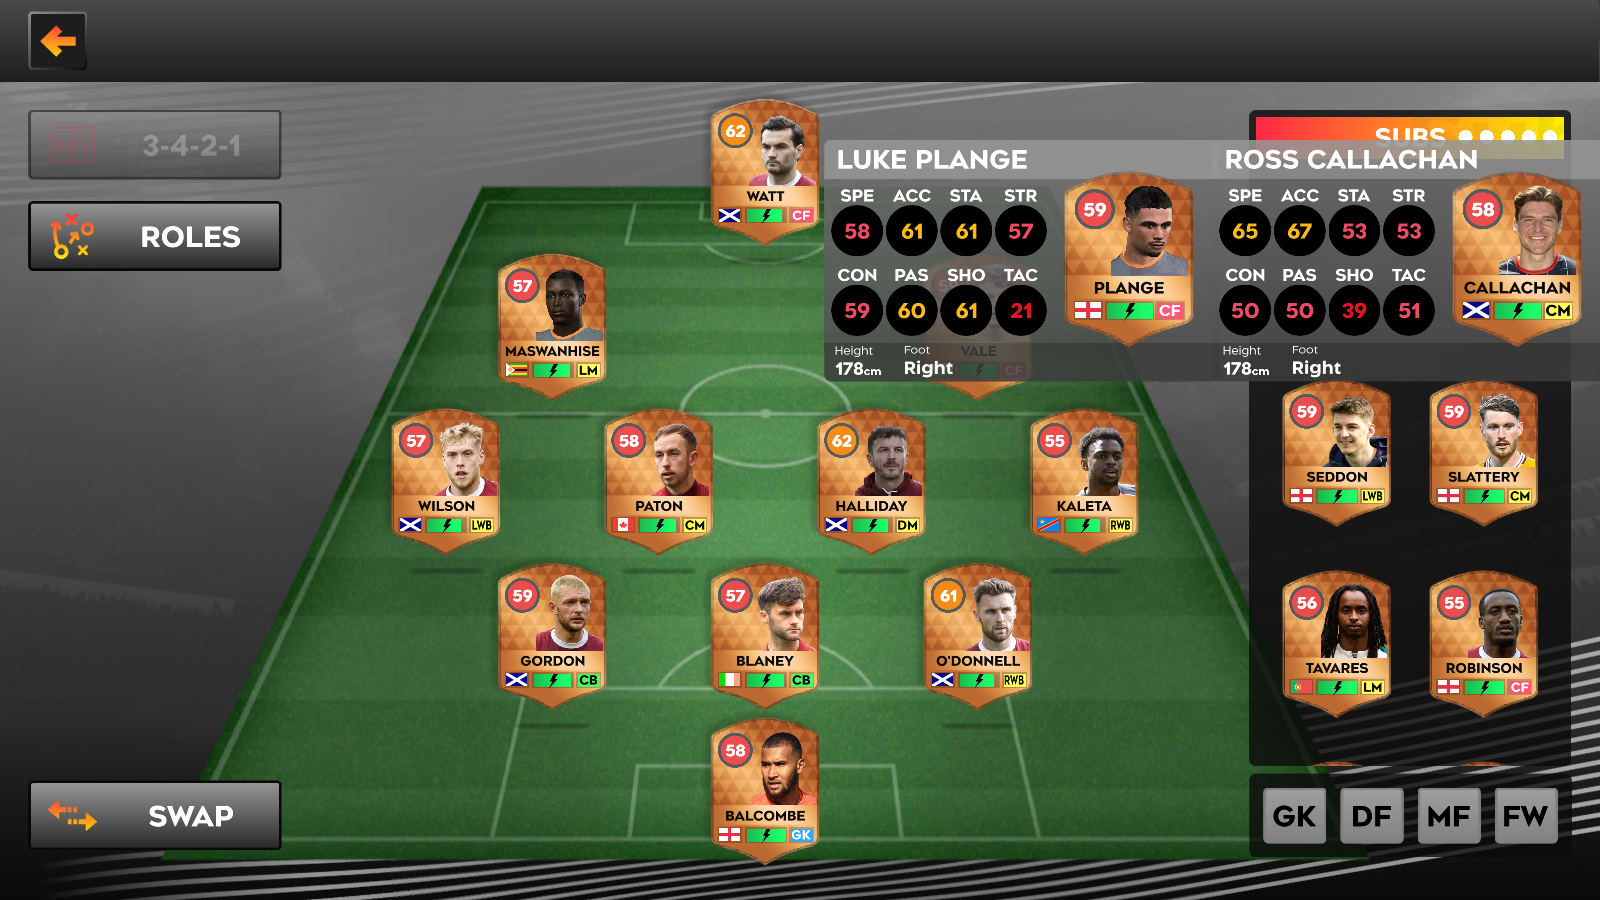 3-4-2-1
ROLES
SWAP
62
WATT
CF
57
MASWANHISE
LM
VALE
CF
57
WILSON
LWB
58
PATON
CM
62
HALLIDAY
DM
55
KALETA
RWB
59
GORDON
CB
57
BLANEY
CB
61
O'DONNELL
RWB
58
BALCOMBE
GK
LUKE PLANGE
SPE ACC STA STR
58 61 61 57
CON PAS SHO TAC
59 60 61 21
Height Foot
178cm Right
59
PLANGE
CF
SUBS
ROSS CALLACHAN
SPE ACC STA STR
65 67 53 53
CON PAS SHO TAC
50 50 39 51
Height Foot
178cm Right
58
CALLACHAN
CM
59
SEDDON
LWB
59
SLATTERY
CM
56
TAVARES
LM
55
ROBINSON
CF
GK DF MF FW